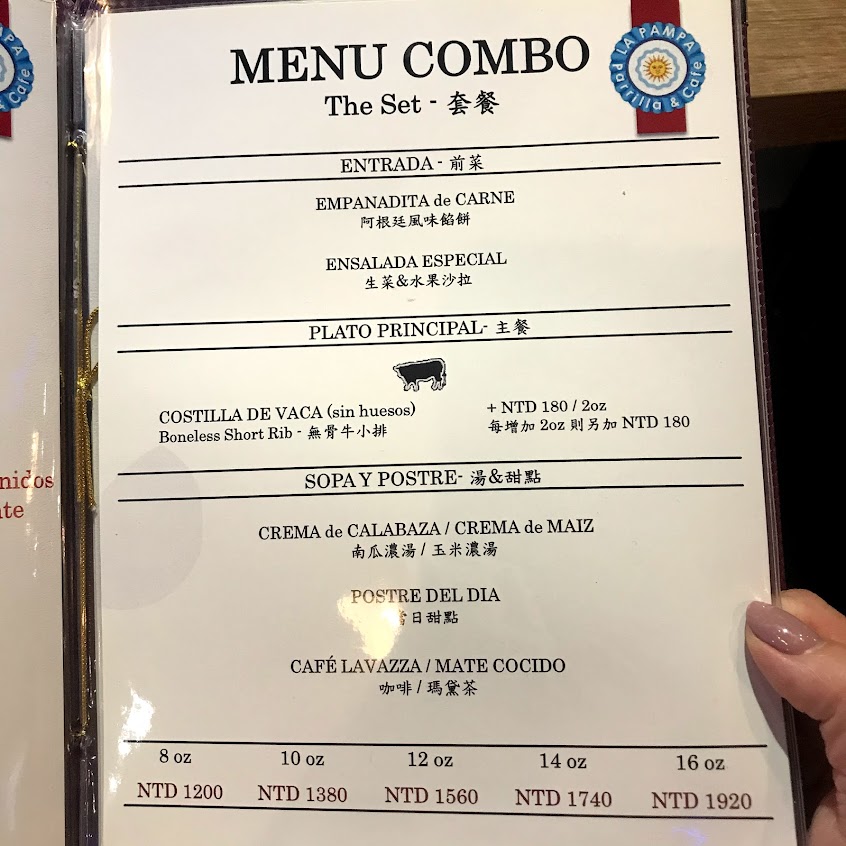 MENU COMBO
The Set - 套餐
LA PAMPA
Parrilla & Cafe
ENTRADA - 前菜
EMPANADITA de CARNE
阿根廷風味餡餅
ENSALADA ESPECIAL
生菜&水果沙拉
PLATO PRINCIPAL- 主餐
COSTILLA DE VACA (sin huesos)
Boneless Short Rib - 無骨牛小排
+ NTD 180 / 2oz
每增加 2oz 則另加 NTD 180
SOPA Y POSTRE- 湯&甜點
CREMA de CALABAZA / CREMA de MAIZ
南瓜濃湯 / 玉米濃湯
POSTRE DEL DIA
當日甜點
CAFÉ LAVAZZA / MATE COCIDO
咖啡 / 瑪黛茶
8 oz 10 oz 12 oz 14 oz 16 oz
NTD 1200 NTD 1380 NTD 1560 NTD 1740 NTD 1920